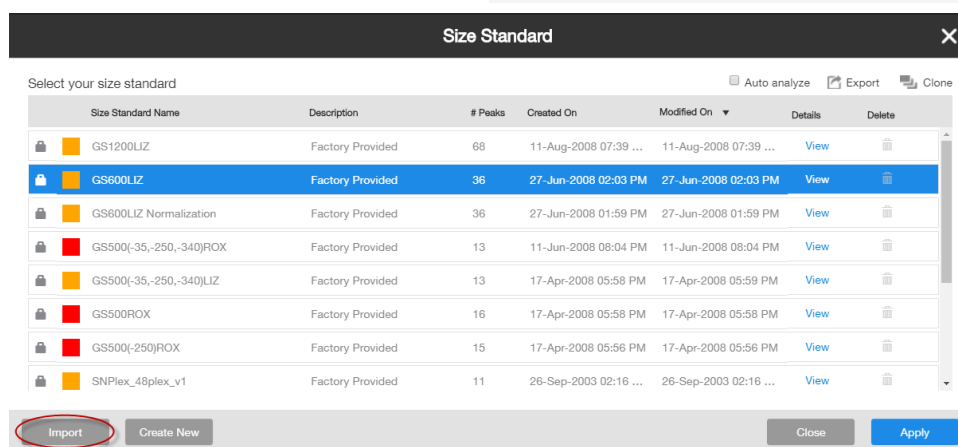 Size Standard
Select your size standard Auto analyze Export Clone
Size Standard Name Description # Peaks Created On Modified On Details Delete
GS1200LIZ Factory Provided 68 11-Aug-2008 07:39 ... 11-Aug-2008 07:39 ... View
GS600LIZ Factory Provided 36 27-Jun-2008 02:03 PM 27-Jun-2008 02:03 PM View
GS600LIZ Normalization Factory Provided 36 27-Jun-2008 01:59 PM 27-Jun-2008 01:59 PM View
GS500(-35,-250,-340)ROX Factory Provided 13 11-Jun-2008 08:04 PM 11-Jun-2008 08:04 PM View
GS500(-35,-250,-340)LIZ Factory Provided 13 17-Apr-2008 05:58 PM 17-Apr-2008 05:59 PM View
GS500ROX Factory Provided 16 17-Apr-2008 05:58 PM 17-Apr-2008 05:58 PM View
GS500(-250)ROX Factory Provided 15 17-Apr-2008 05:56 PM 17-Apr-2008 05:56 PM View
SNPlex_48plex_v1 Factory Provided 11 26-Sep-2003 02:16 ... 26-Sep-2003 02:16 ... View
Import Create New Close Apply